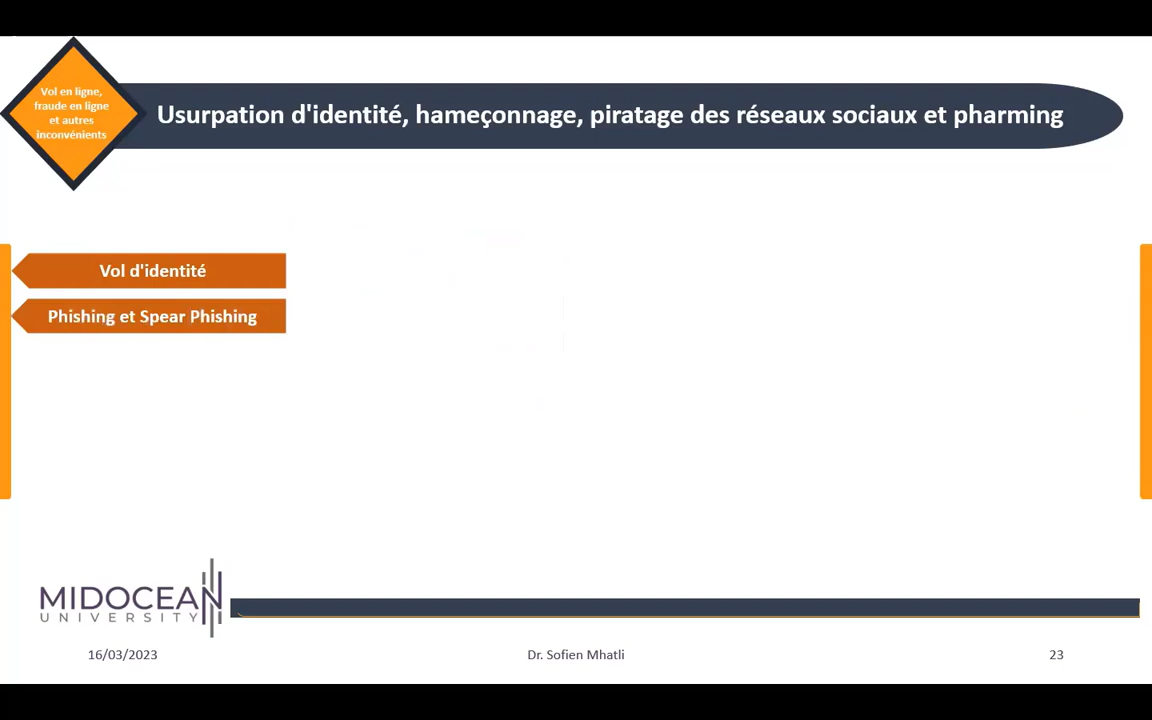 Vol en ligne,
fraude en ligne
et autres
inconvénients
Usurpation d'identité, hameçonnage, piratage des réseaux sociaux et pharming
Vol d'identité
Phishing et Spear Phishing
MIDOCEAN
UNIVERSITY
16/03/2023
Dr. Sofien Mhatli
23